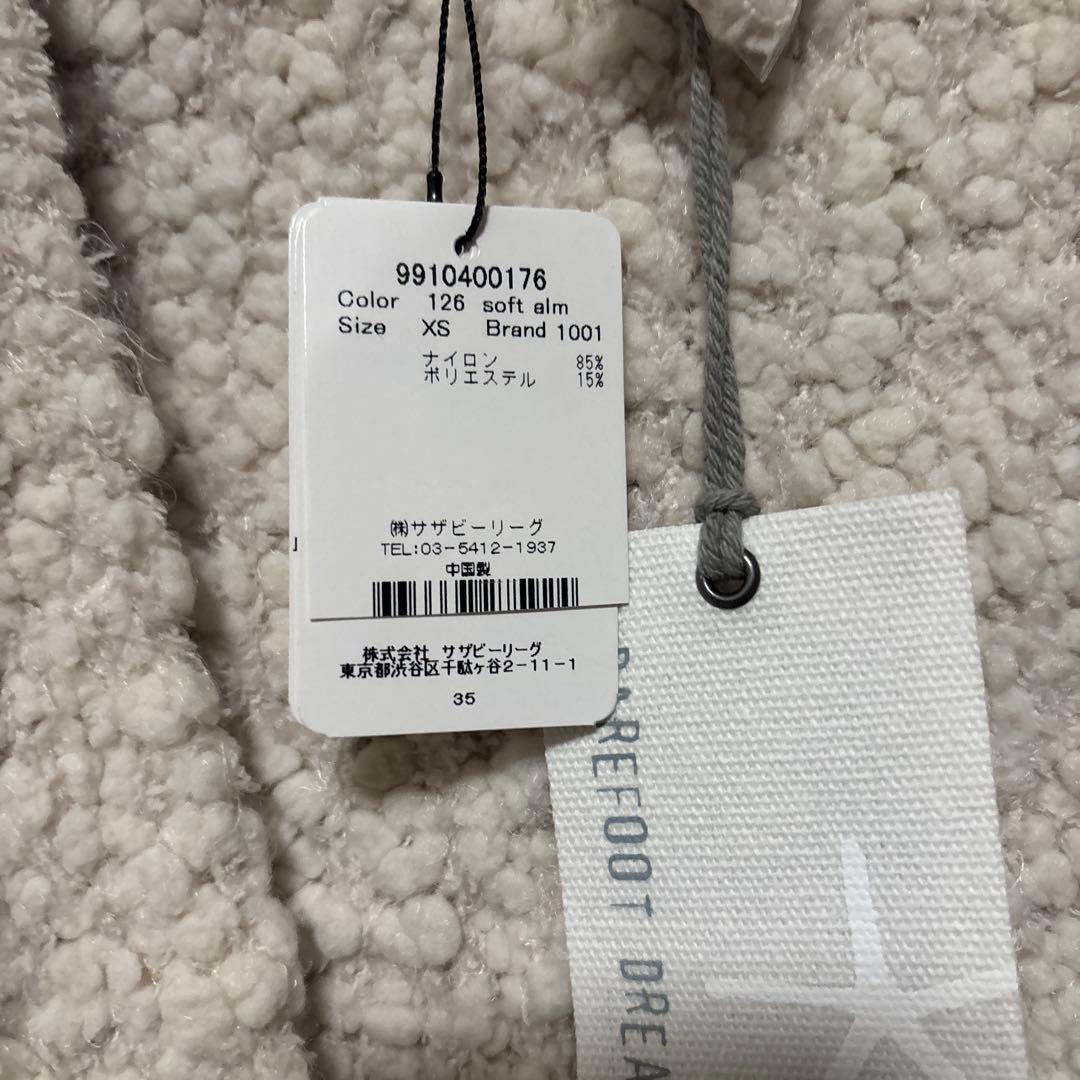 9910400176
Color 126 soft alm
Size XS Brand 1001
ナイロン 85%
ポリエステル 15%
㈱サザビーリーグ
TEL:03-5412-1937
中国製
株式会社 サザビーリーグ
東京都渋谷区千駄ヶ谷2-11-1
35
BAREFOOT DREA